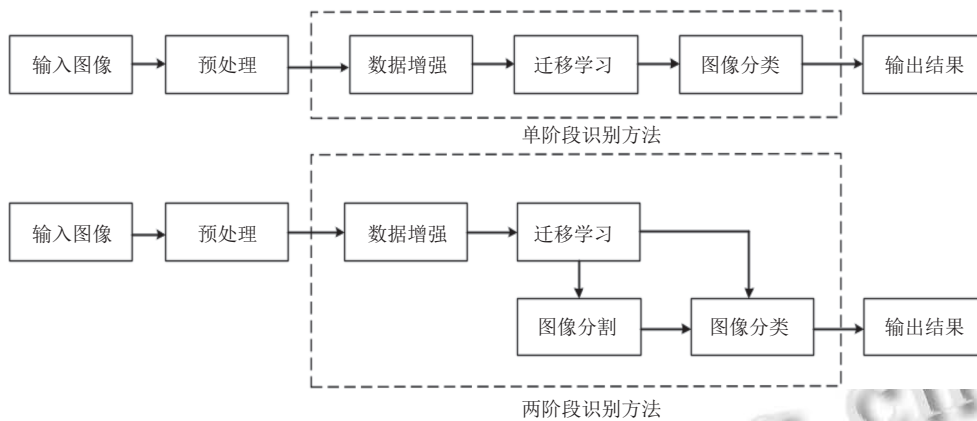 输入图像
预处理
数据增强
迁移学习
图像分类
输出结果
单阶段识别方法
输入图像
预处理
数据增强
迁移学习
图像分割
图像分类
输出结果
两阶段识别方法